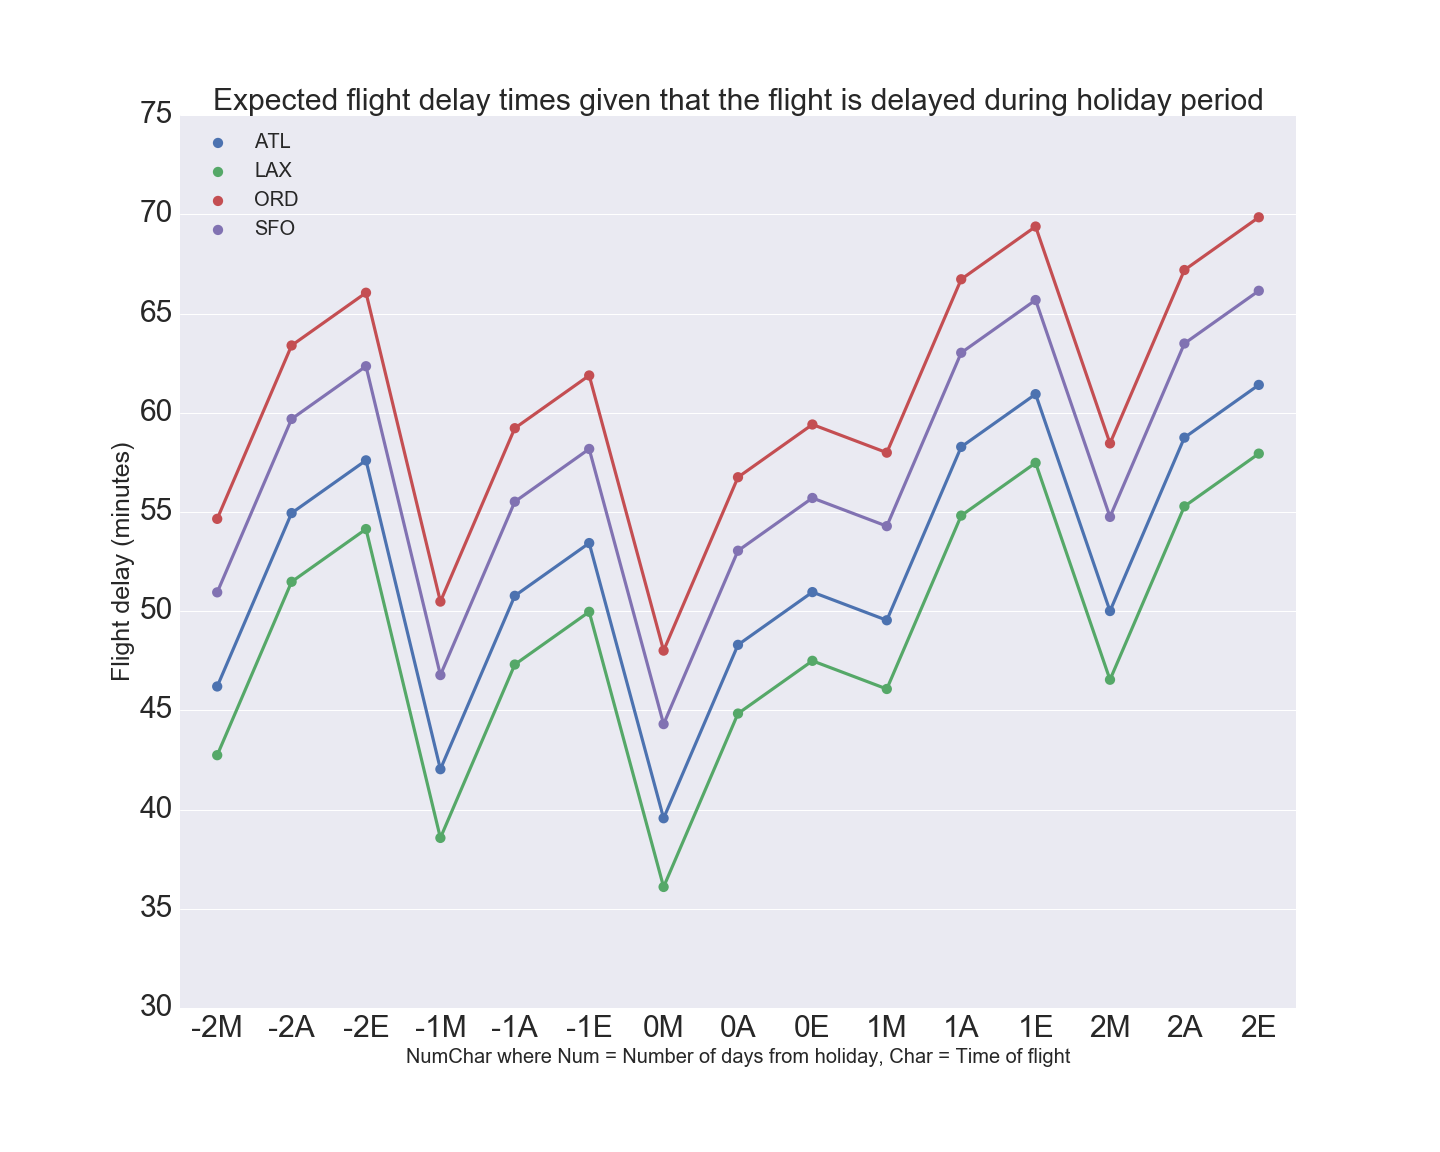 Expected flight delay times given that the flight is delayed during holiday period
75
70
65
60
55
50
45
40
35
30
ATL
LAX
ORD
SFO
Flight delay (minutes)
-2M -2A -2E -1M -1A -1E 0M 0A 0E 1M 1A 1E 2M 2A 2E
NumChar where Num = Number of days from holiday, Char = Time of flight